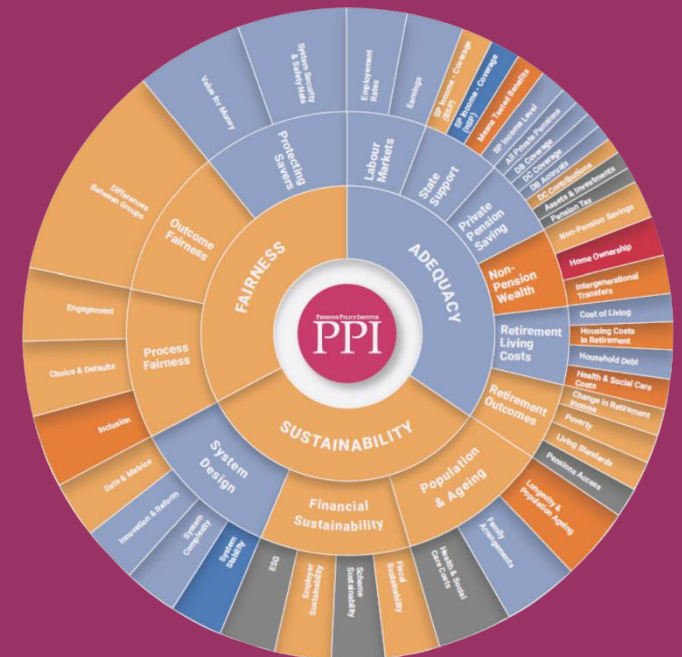 PENSIONS POLICY INSTITUTE
PPI
ADEQUACY
SUSTAINABILITY
FAIRNESS
Labour
Markets
State
Support
Private
Pension
Saving
Non-
Pension
Wealth
Retirement
Living
Costs
Retirement
Outcomes
Population
& Ageing
Financial
Sustainability
System
Design
Process
Fairness
Outcome
Fairness
Protecting
Savers
Employement
Rates
Earnings
SP Income - Coverage
(BSP)
SP Income - Coverage
(nSP)
Means Tested Benefits
SP Income Level
All Private Pensions
DB Coverage
DC Coverage
DB Accruals
DC Contributions
Assets & Investments
Pension Tax
Non-Pension Savings
Home Ownership
Intergenerational
Transfers
Cost of Living
Housing Costs
in Retirement
Household Debt
Health & Social Care
Costs
Change in Retirement
Income
Poverty
Living Standards
Pensions Access
Longevity &
Population Ageing
Family
Arrangements
Health & Social
Care Costs
Fiscal
Sustainability
Scheme
Sustainability
Employer
Sustainability
ESG
System
Stability
System
Complexity
Innovation & Reform
Data & Metrics
Inclusion
Choice & Defaults
Engagement
Differences
Between Groups
Value for Money
System Security
& Safety Nets